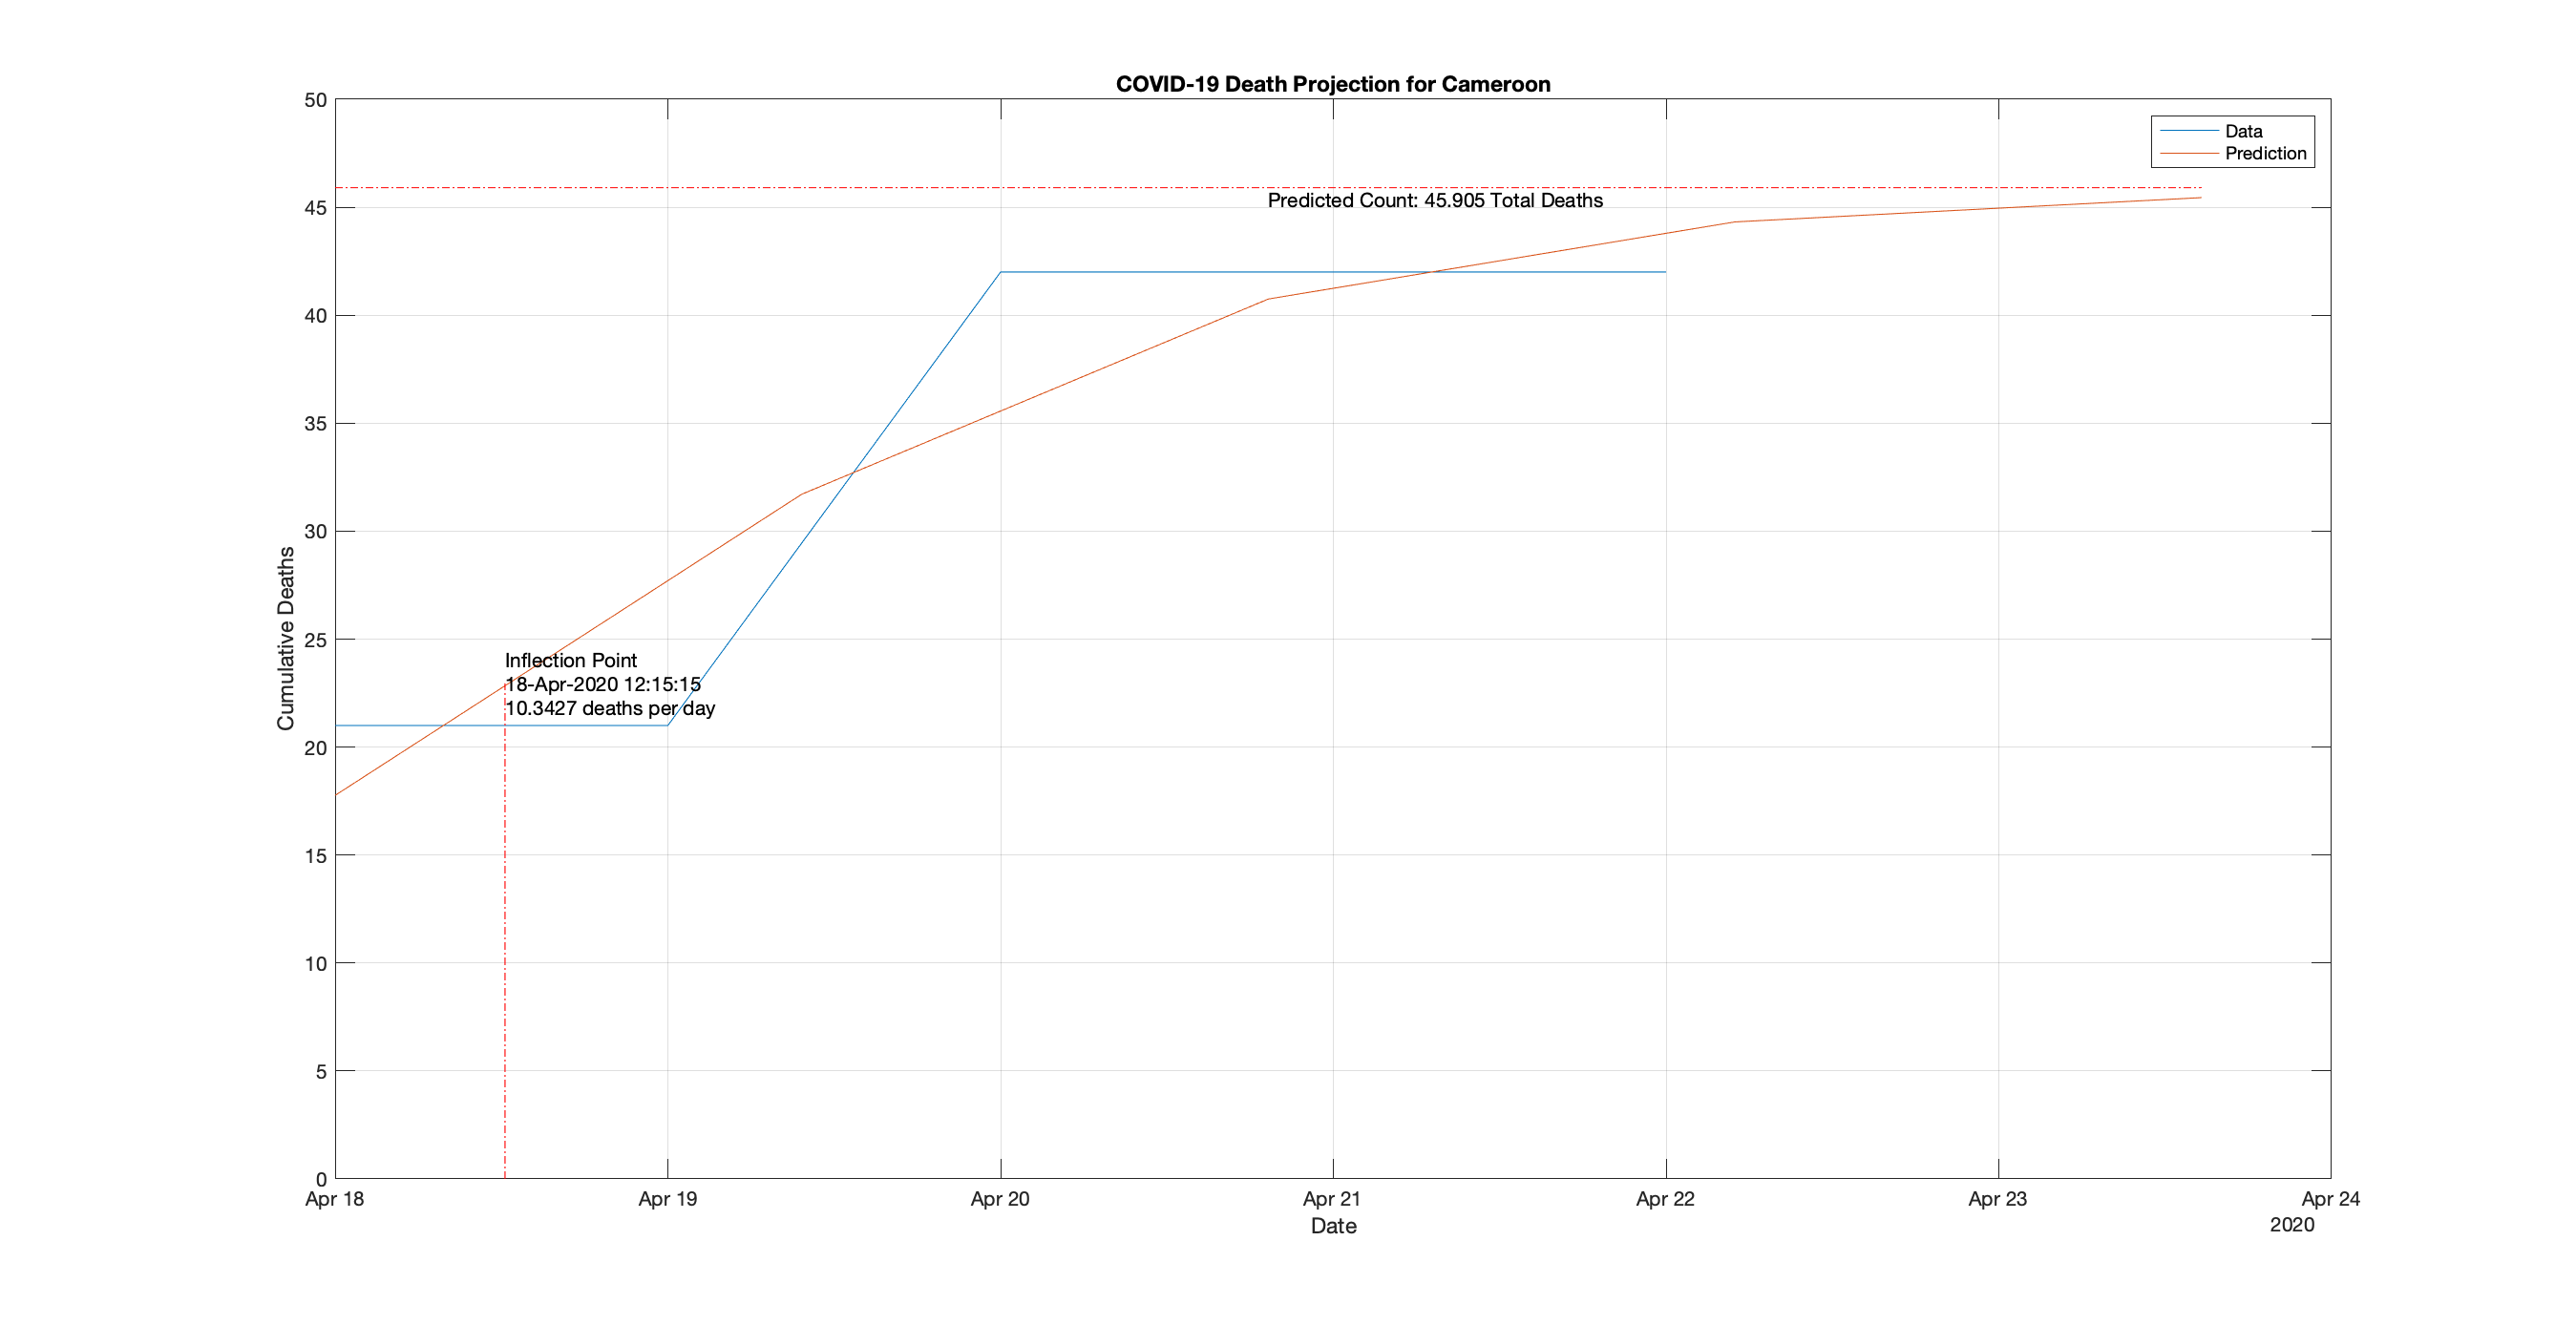 COVID-19 Death Projection for Cameroon
50
45
40
35
30
25
20
15
10
5
0
Cumulative Deaths
Data
Prediction
Predicted Count: 45.905 Total Deaths
Inflection Point
18-Apr-2020 12:15:15
10.3427 deaths per day
Apr 18 Apr 19 Apr 20 Apr 21 Apr 22 Apr 23 Apr 24
2020
Date